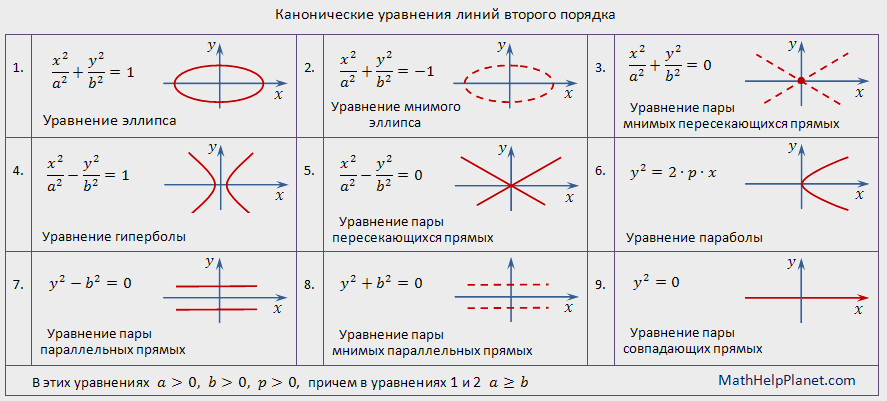 Канонические уравнения линий второго порядка
1. x²/a² + y²/b² = 1
y
x
Уравнение эллипса
2. x²/a² + y²/b² = −1
y
x
Уравнение мнимого
эллипса
3. x²/a² + y²/b² = 0
y
x
Уравнение пары
мнимых пересекающихся прямых
4. x²/a² − y²/b² = 1
y
x
Уравнение гиперболы
5. x²/a² − y²/b² = 0
y
x
Уравнение пары
пересекающихся прямых
6. y² = 2 · p · x
y
x
Уравнение параболы
7. y² − b² = 0
y
x
Уравнение пары
параллельных прямых
8. y² + b² = 0
y
x
Уравнение пары
мнимых параллельных прямых
9. y² = 0
y
x
Уравнение пары
совпадающих прямых
В этих уравнениях a > 0, b > 0, p > 0, причем в уравнениях 1 и 2 a ≥ b
MathHelpPlanet.com